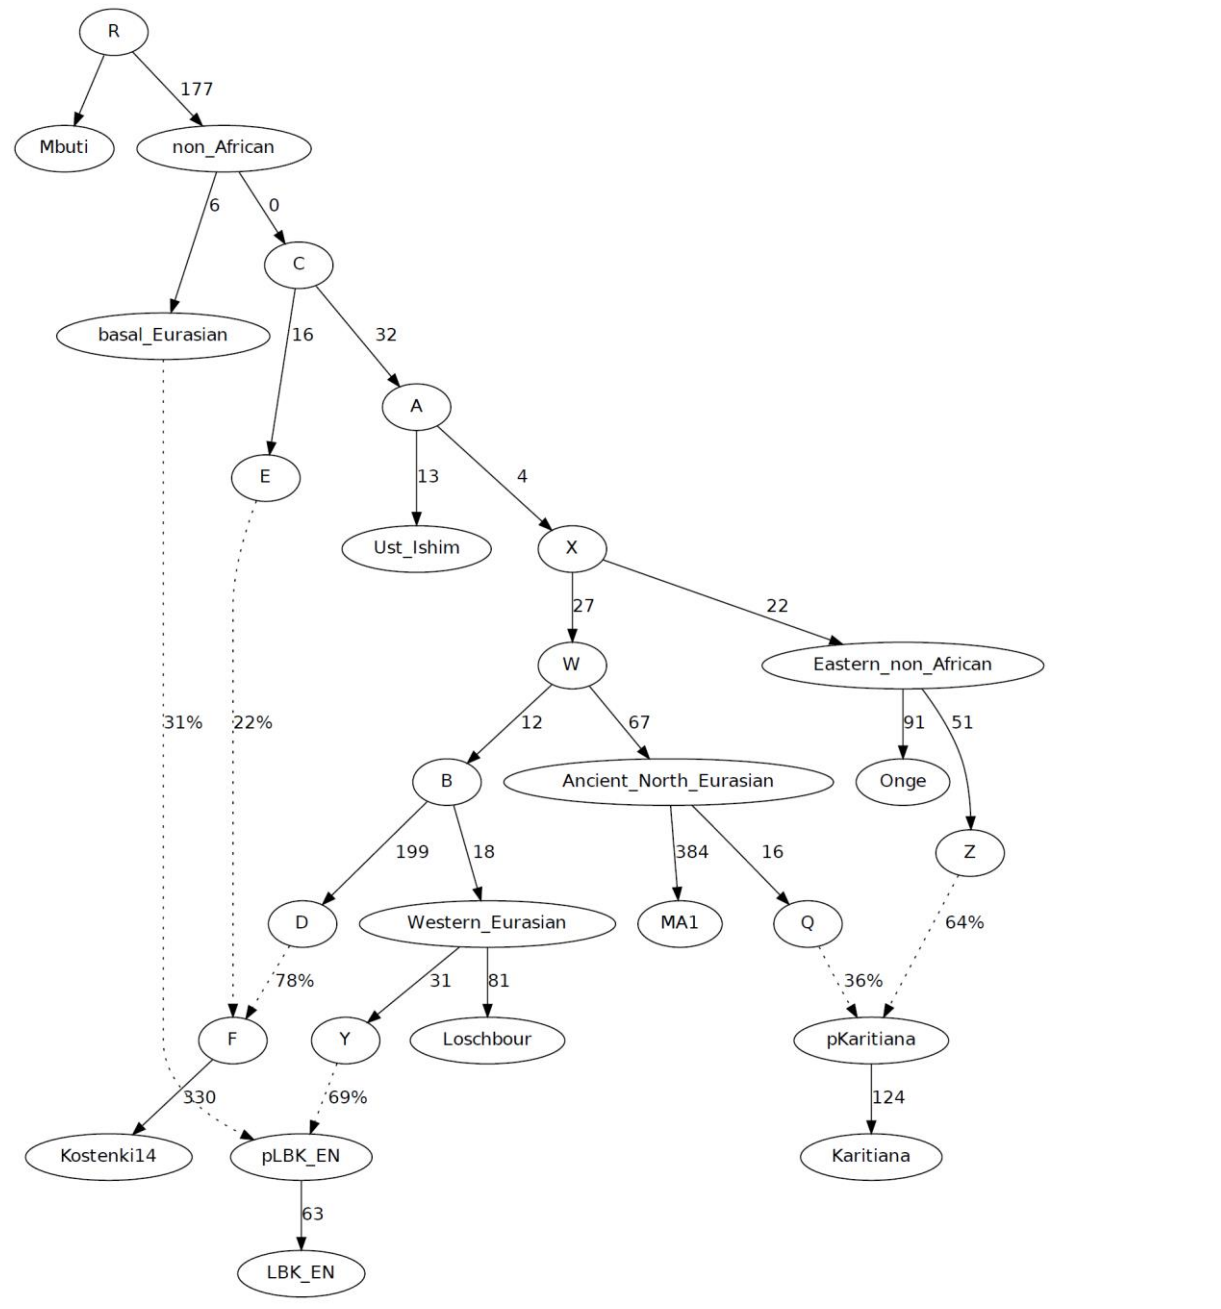 R
177
Mbuti
non_African
6
0
C
basal_Eurasian
16
32
A
E
13
4
Ust_Ishim
X
27
22
W
Eastern_non_African
31%
22%
12
67
91
51
B
Ancient_North_Eurasian
Onge
199
18
384
16
Z
D
Western_Eurasian
MA1
Q
64%
78%
31
81
36%
F
Y
Loschbour
pKaritiana
330
69%
124
Kostenki14
pLBK_EN
Karitiana
63
LBK_EN